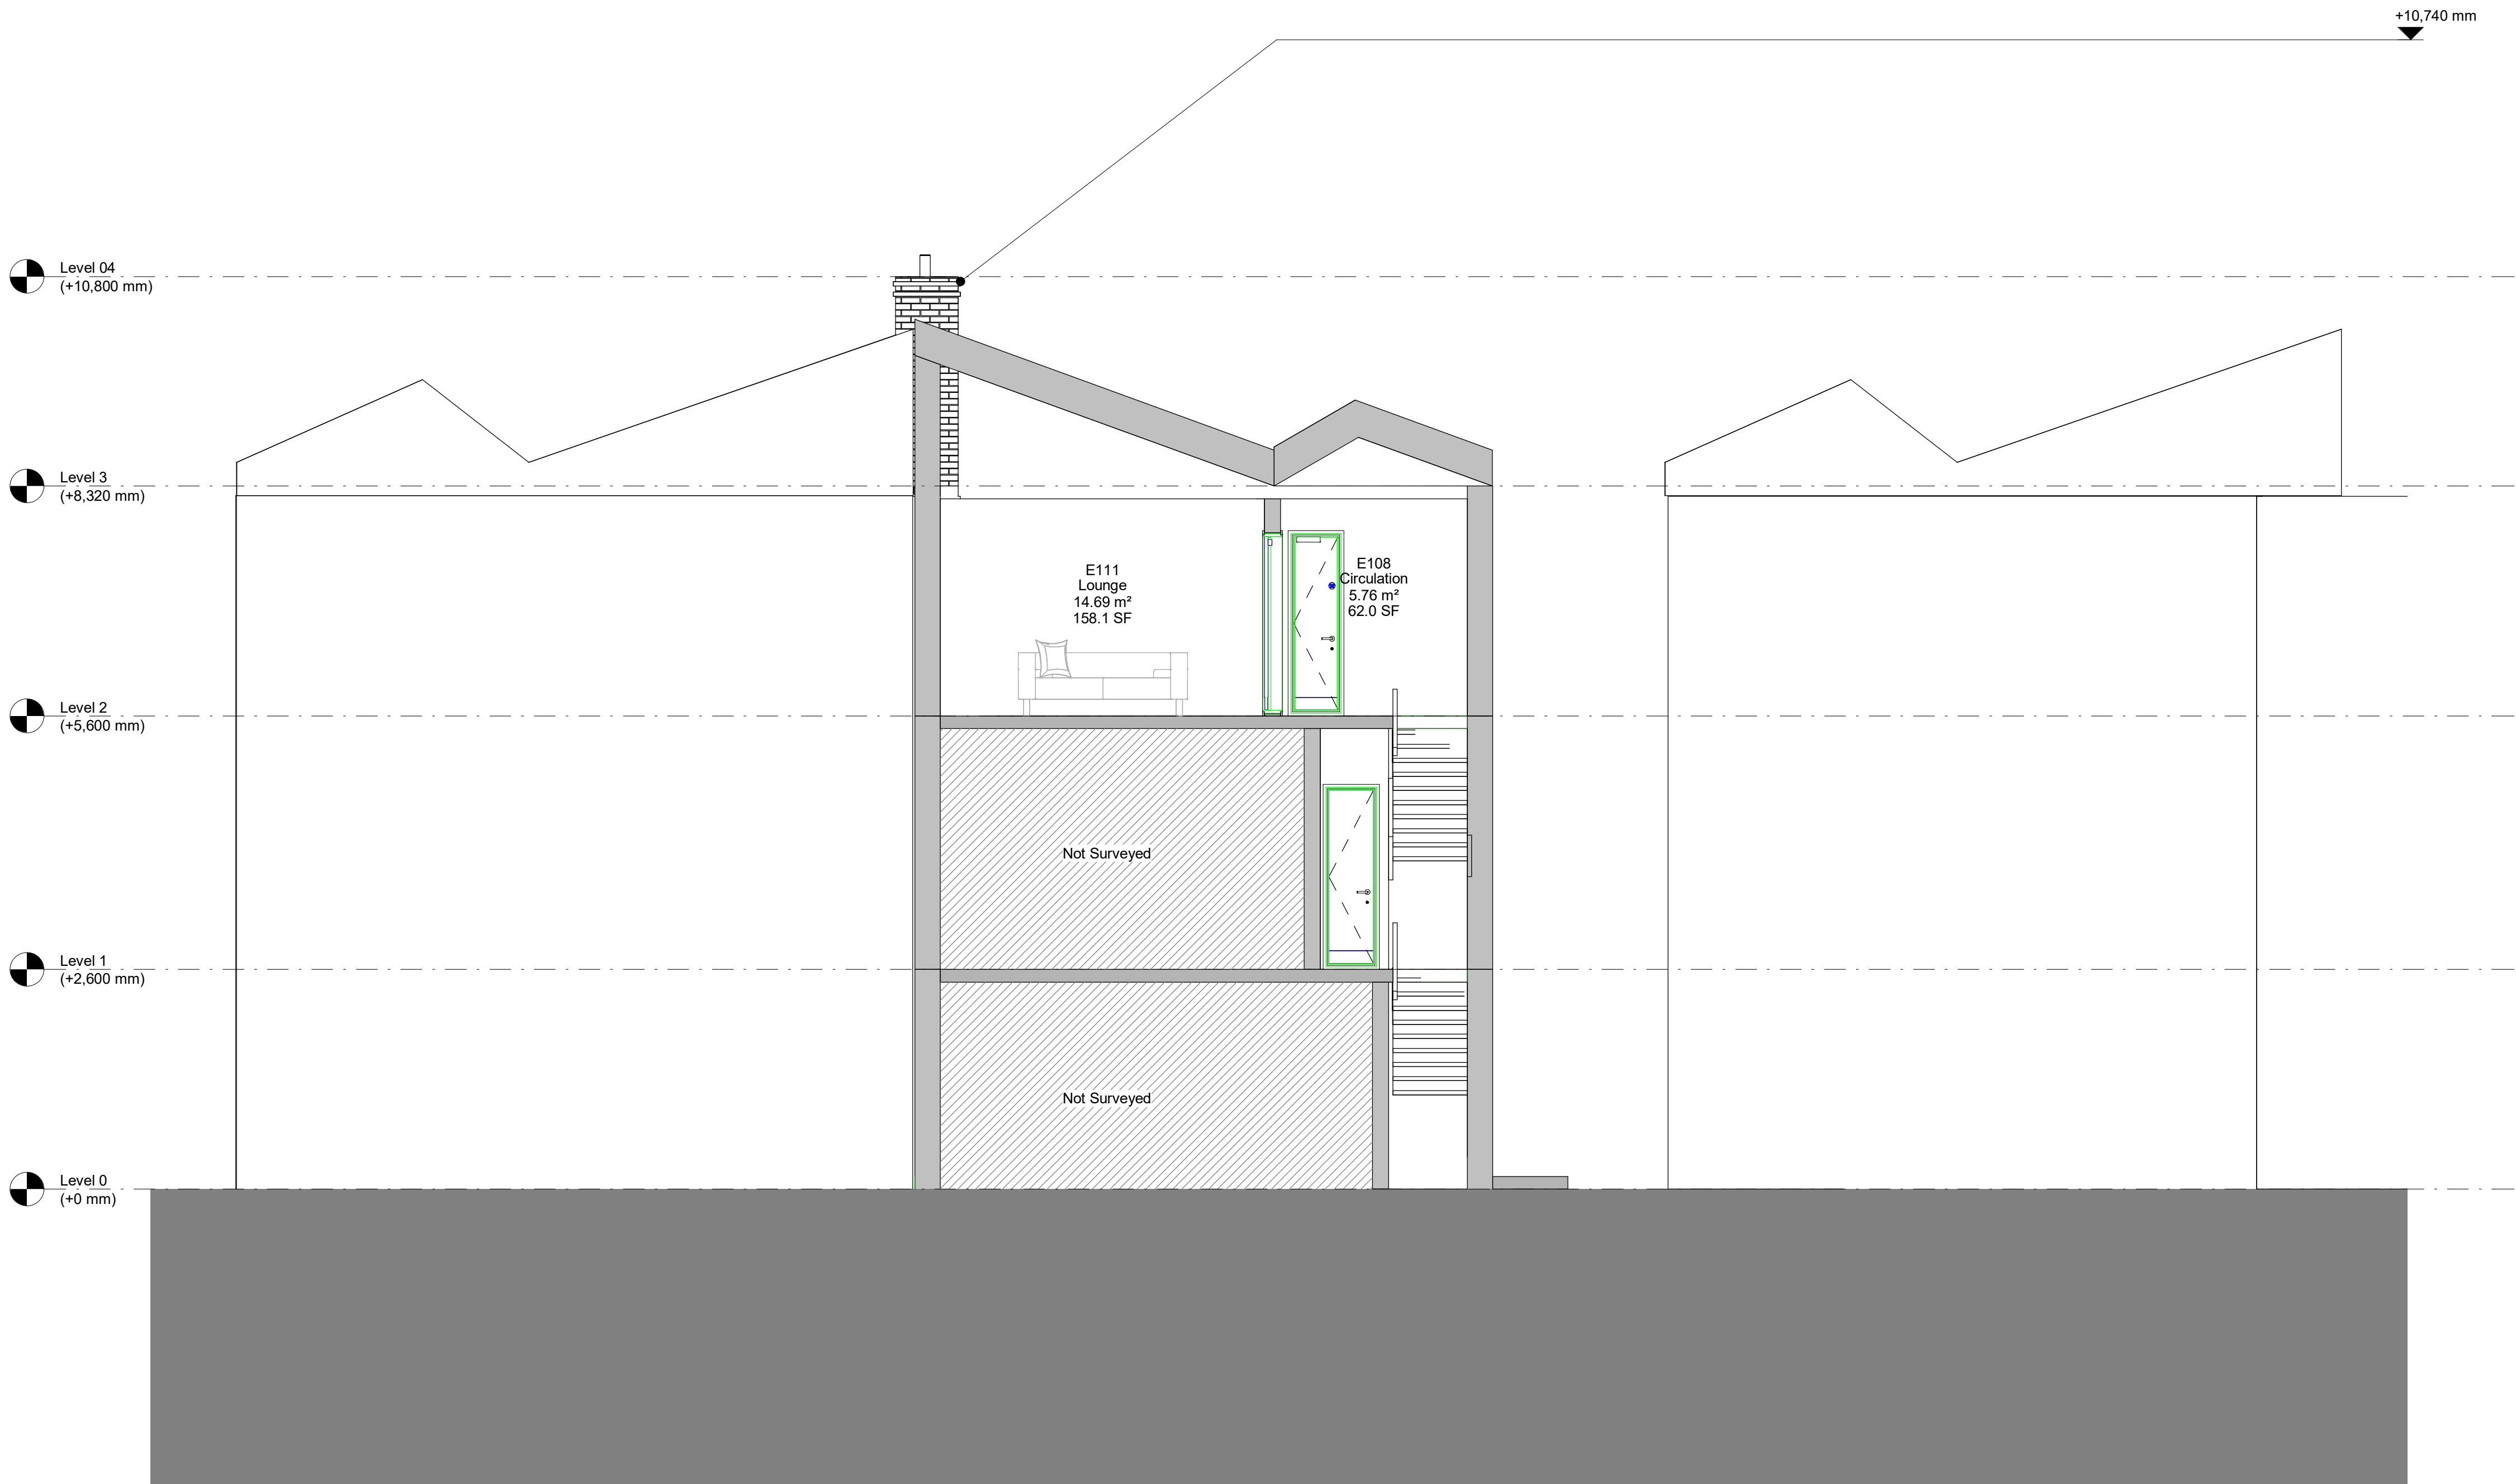 +10,740 mm
Level 04
(+10,800 mm)
Level 3
(+8,320 mm)
E111
Lounge
14.69 m²
158.1 SF
E108
Circulation
5.76 m²
62.0 SF
Level 2
(+5,600 mm)
Not Surveyed
Level 1
(+2,600 mm)
Not Surveyed
Level 0
(+0 mm)